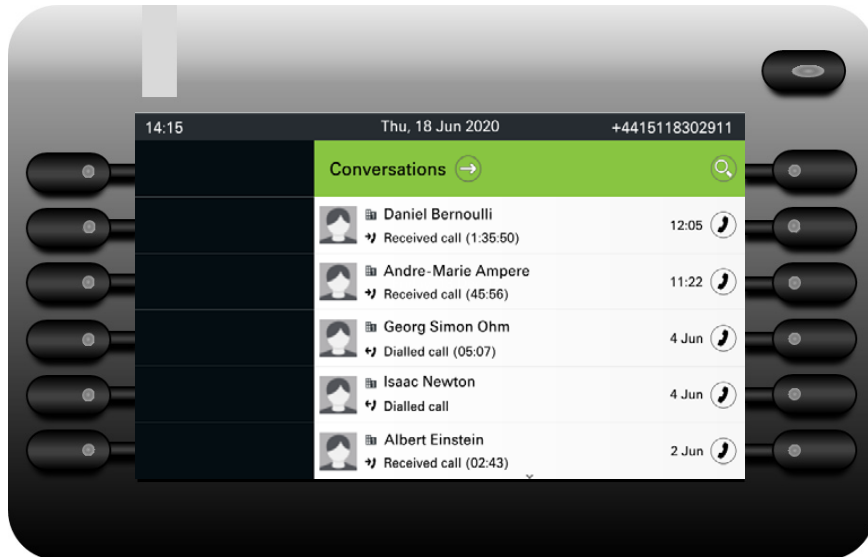 14:15 Thu, 18 Jun 2020 +4415118302911
Conversations
Daniel Bernoulli
Received call (1:35:50)
12:05
Andre-Marie Ampere
Received call (45:56)
11:22
Georg Simon Ohm
Dialled call (05:07)
4 Jun
Isaac Newton
Dialled call
4 Jun
Albert Einstein
Received call (02:43)
2 Jun